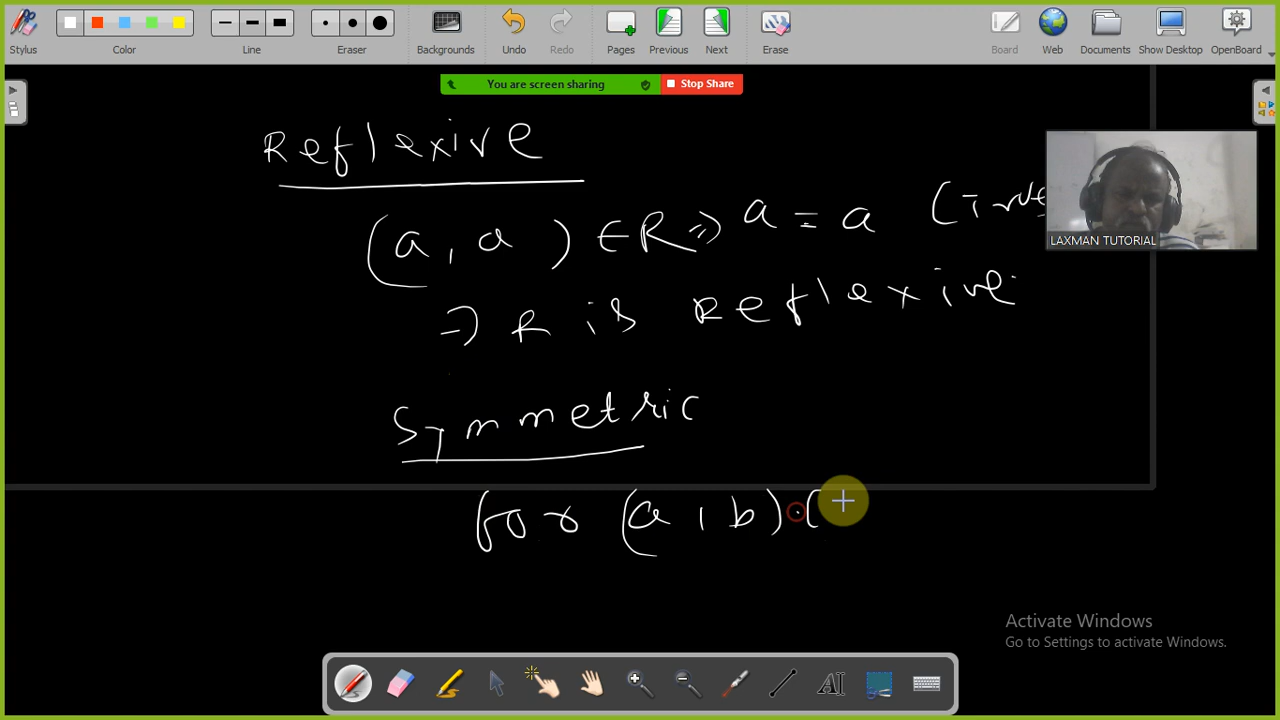 Stylus Color Line Eraser Backgrounds Undo Redo Pages Previous Next Erase Board Web Documents Show Desktop OpenBoard
You are screen sharing Stop Share
Reflexive
(a, a) ∈ R ⇒ a = a
LAXMAN TUTORIAL
⇒ R is Reflexive.
Symmetric
for (a, b) (
Activate Windows
Go to Settings to activate Windows.
AI